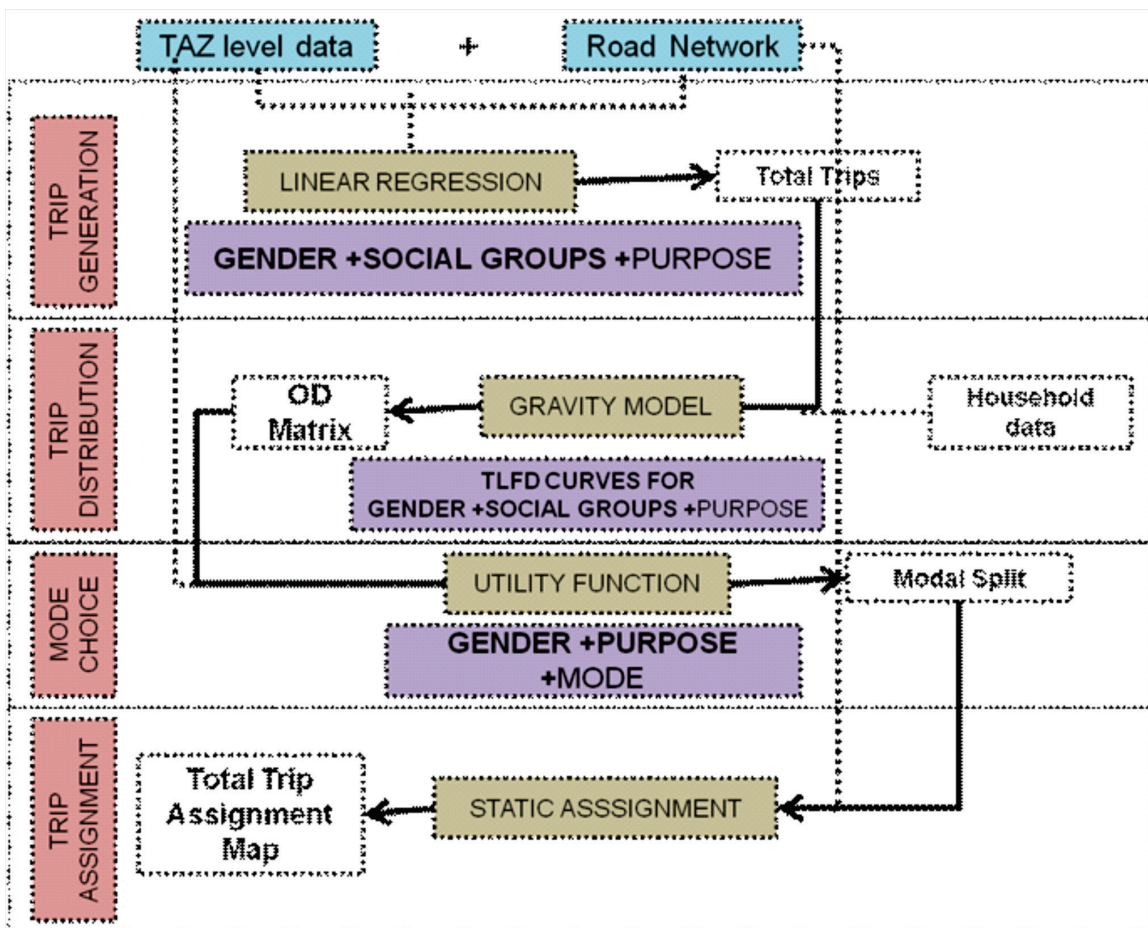 TAZ level data + Road Network
TRIP
GENERATION
LINEAR REGRESSION
Total Trips
GENDER +SOCIAL GROUPS +PURPOSE
TRIP
DISTRIBUTION
OD
Matrix
GRAVITY MODEL
Household
data
TLFD CURVES FOR
GENDER +SOCIAL GROUPS +PURPOSE
MODE
CHOICE
UTILITY FUNCTION
Modal Split
GENDER +PURPOSE
+MODE
TRIP
ASSIGNMENT
Total Trip
Assignment
Map
STATIC ASSSIGNMENT